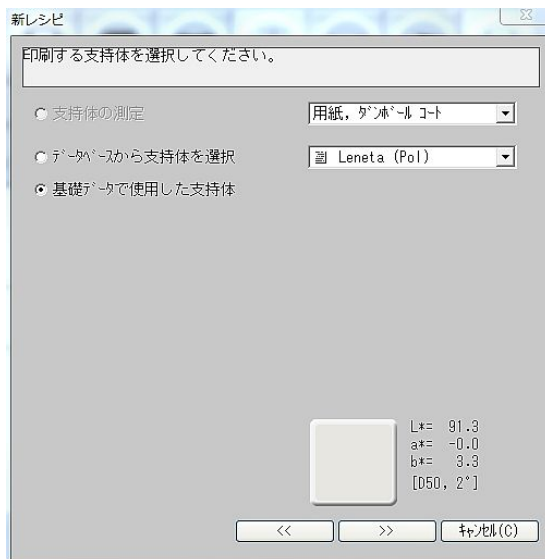 新レシピ
印刷する支持体を選択してください。
支持体の測定
用紙, ダンボール コート
データベースから支持体を選択
Leneta (Pol)
基礎データで使用した支持体
L*= 91.3
a*= -0.0
b*= 3.3
[D50, 2°]
<<
>>
キャンセル(C)